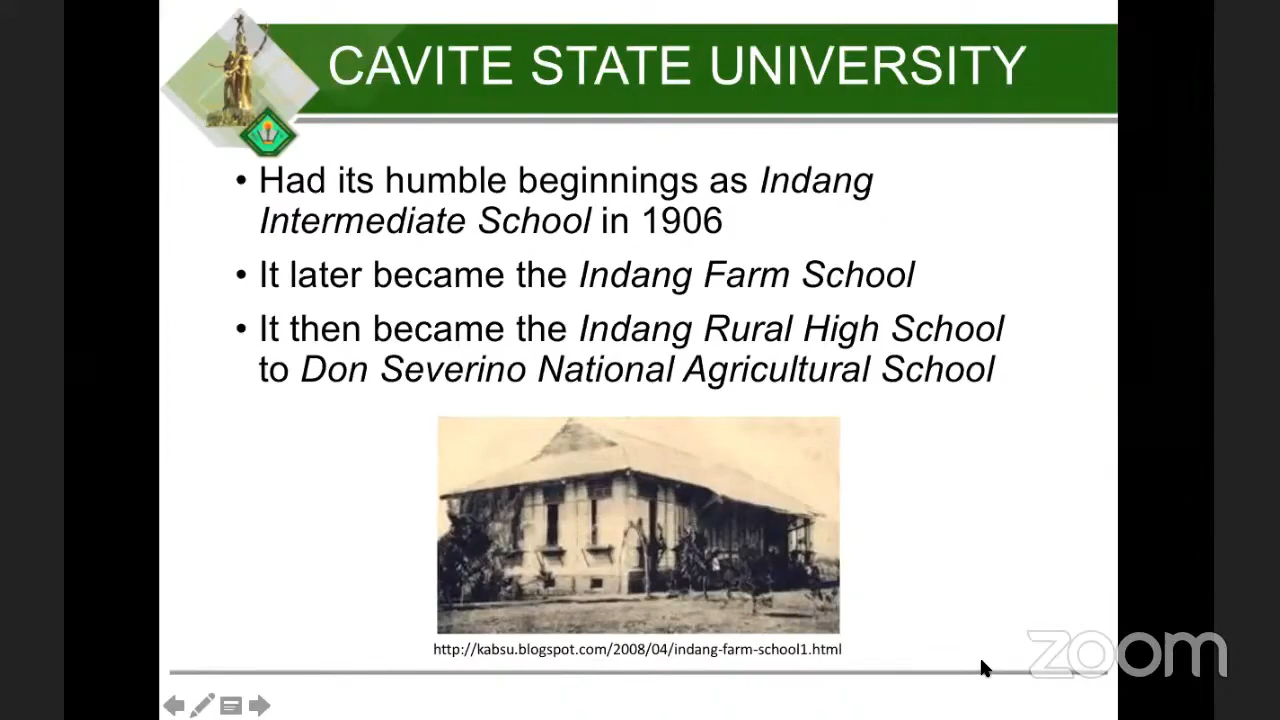 CAVITE STATE UNIVERSITY
• Had its humble beginnings as Indang
Intermediate School in 1906
• It later became the Indang Farm School
• It then became the Indang Rural High School
to Don Severino National Agricultural School
http://kabsu.blogspot.com/2008/04/indang-farm-school1.html
zoom